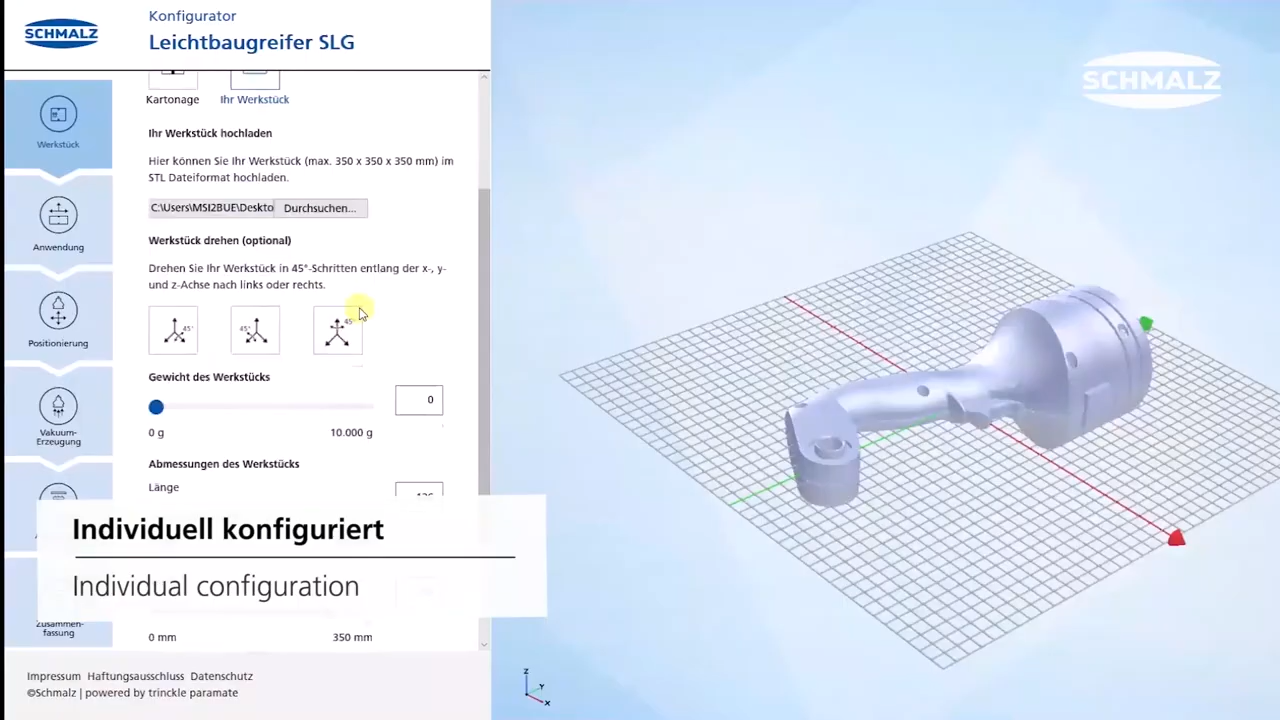 SCHMALZ
Konfigurator
Leichtbaugreifer SLG
SCHMALZ
Werkstück
Anwendung
Positionierung
Vakuum-
Erzeugung
Zusammen-
fassung
Kartonage
Ihr Werkstück
Ihr Werkstück hochladen
Hier können Sie Ihr Werkstück (max. 350 x 350 x 350 mm) im
STL Dateiformat hochladen.
C:\Users\MSI2BUE\Deskto
Durchsuchen...
Werkstück drehen (optional)
Drehen Sie Ihr Werkstück in 45°-Schritten entlang der x-, y-
und z-Achse nach links oder rechts.
45°
45°
45°
Gewicht des Werkstücks
0
0 g
10.000 g
Abmessungen des Werkstücks
Länge
Individuell konfiguriert
Individual configuration
0 mm
350 mm
Impressum Haftungsausschluss Datenschutz
©Schmalz | powered by trinckle paramate
Z
Y
X